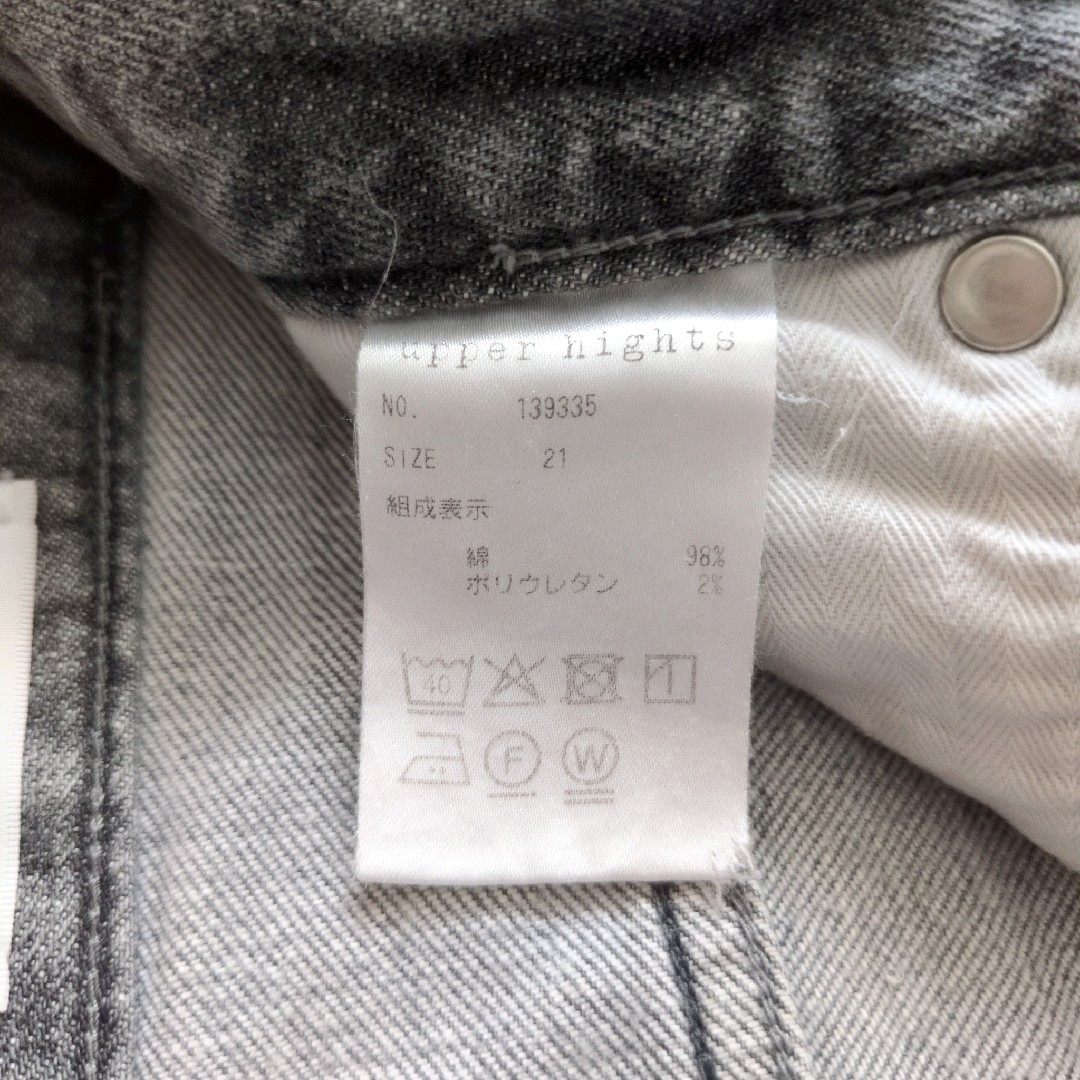 upper hights
NO. 139335
SIZE 21
組成表示
綿 98%
ポリウレタン 2%
40
F W